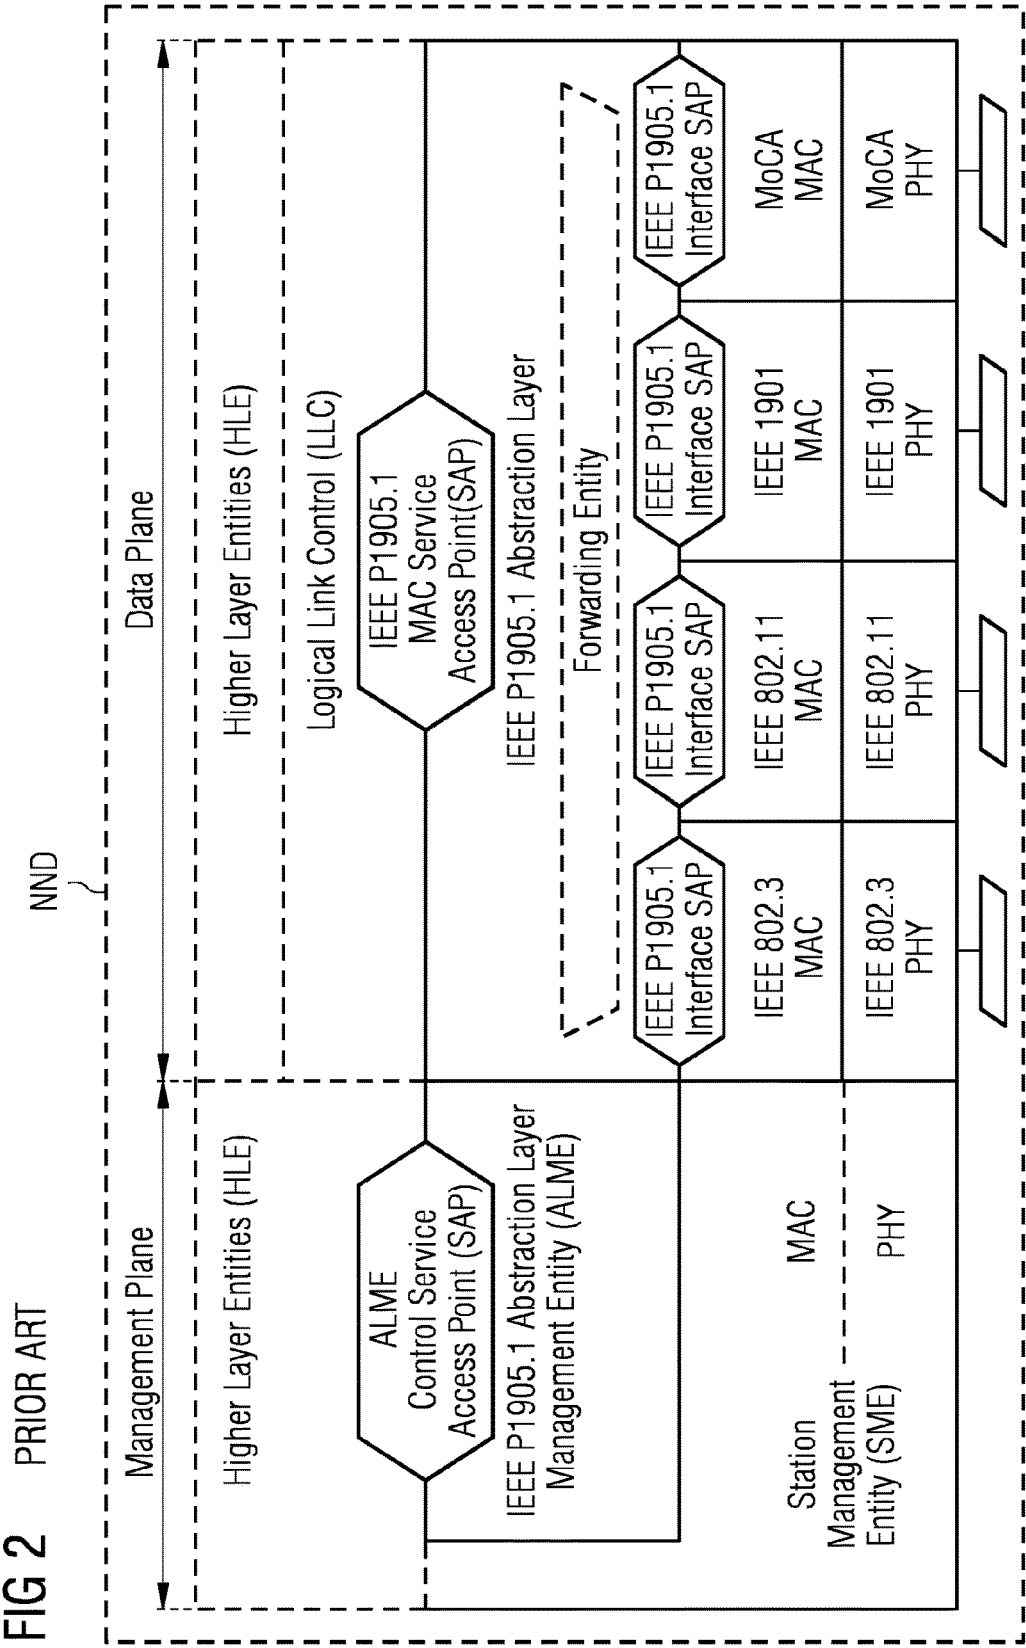 FIG 2 PRIOR ART
NND
Management Plane
Data Plane
Higher Layer Entities (HLE)
Higher Layer Entities (HLE)
Logical Link Control (LLC)
ALME
Control Service
Access Point (SAP)
IEEE P1905.1
MAC Service
Access Point(SAP)
IEEE P1905.1 Abstraction Layer
Management Entity (ALME)
IEEE P1905.1 Abstraction Layer
Forwarding Entity
IEEE P1905.1
Interface SAP
IEEE P1905.1
Interface SAP
IEEE P1905.1
Interface SAP
IEEE P1905.1
Interface SAP
Station
Management
Entity (SME)
MAC
PHY
IEEE 802.3
MAC
IEEE 802.11
MAC
IEEE 1901
MAC
MoCA
MAC
IEEE 802.3
PHY
IEEE 802.11
PHY
IEEE 1901
PHY
MoCA
PHY